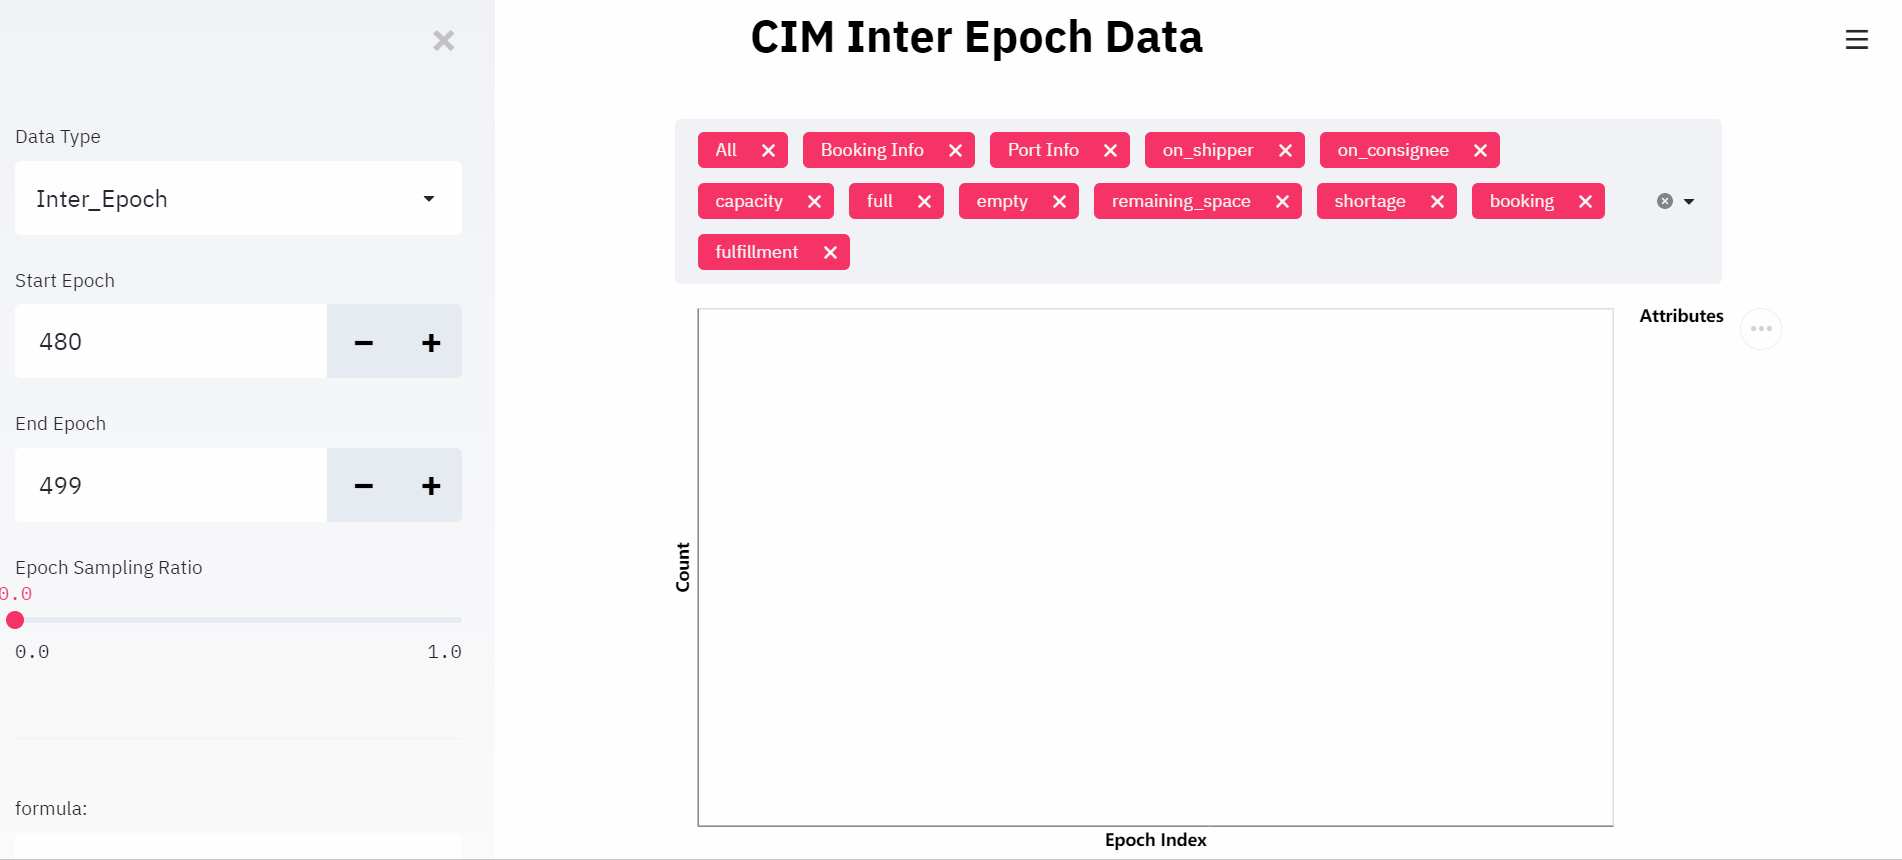 CIM Inter Epoch Data
Data Type
Inter_Epoch
Start Epoch
480
End Epoch
499
Epoch Sampling Ratio
0.0
0.0 1.0
formula:
All Booking Info Port Info on_shipper on_consignee
capacity full empty remaining_space shortage booking
fulfillment
Attributes
Count
Epoch Index